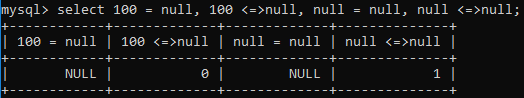 mysql> select 100 = null, 100 <=>null, null = null, null <=>null;
+------------+-------------+-------------+--------------+
| 100 = null | 100 <=>null | null = null | null <=>null |
+------------+-------------+-------------+--------------+
|       NULL |           0 |        NULL |            1 |
+------------+-------------+-------------+--------------+